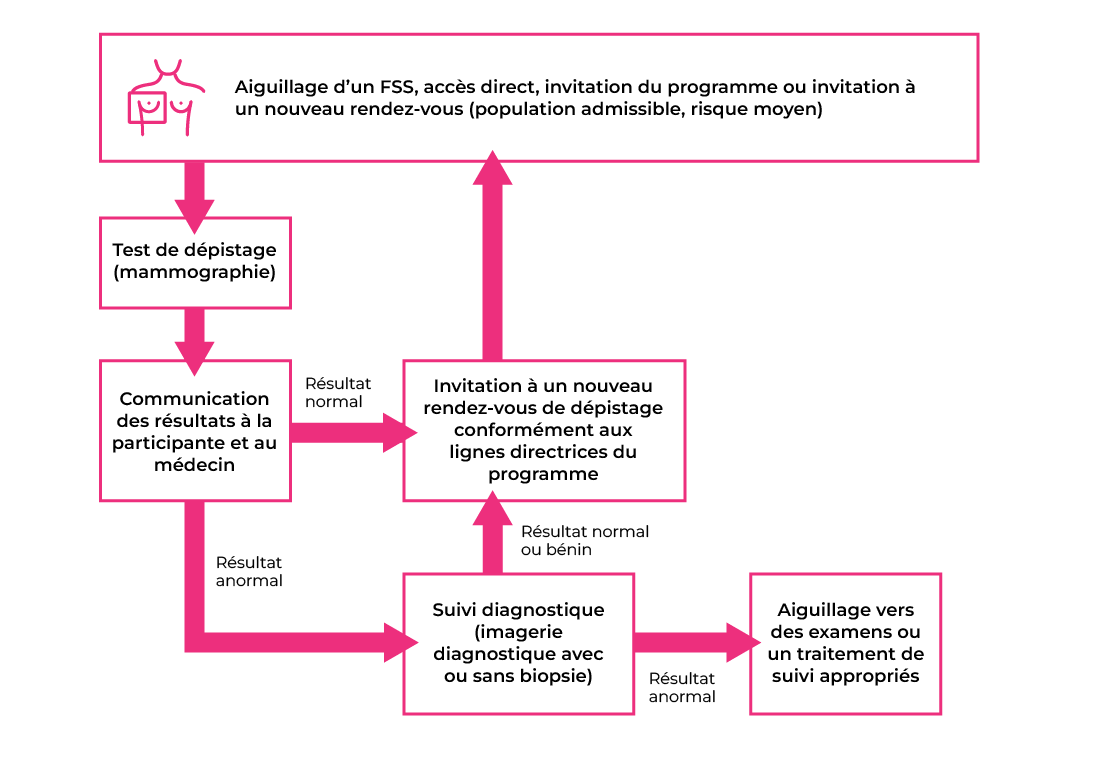 Aiguillage d’un FSS, accès direct, invitation du programme ou invitation à
un nouveau rendez-vous (population admissible, risque moyen)
Test de dépistage
(mammographie)
Communication
des résultats à la
participante et au
médecin
Résultat
normal
Invitation à un nouveau
rendez-vous de dépistage
conformément aux
lignes directrices du
programme
Résultat
anormal
Résultat normal
ou bénin
Suivi diagnostique
(imagerie
diagnostique avec
ou sans biopsie)
Résultat
anormal
Aiguillage vers
des examens ou
un traitement de
suivi appropriés